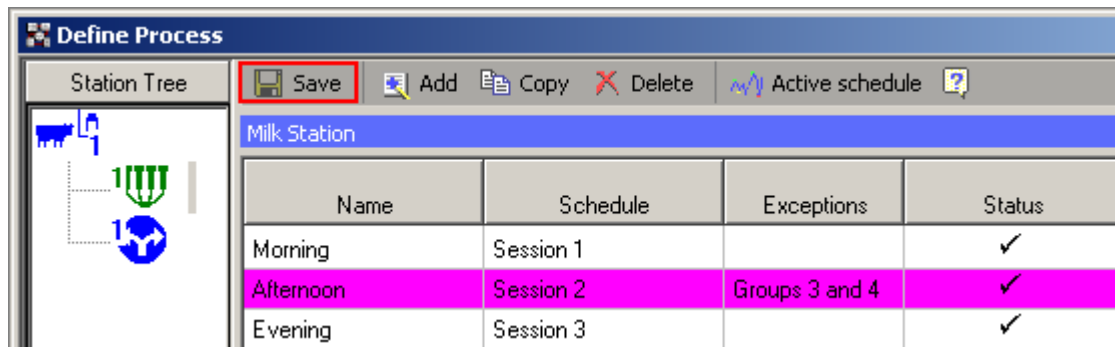 Define Process
Station Tree Save Add Copy Delete Active schedule ?
Milk Station
1
1
1
Name Schedule Exceptions Status
Morning Session 1
Afternoon Session 2 Groups 3 and 4
Evening Session 3